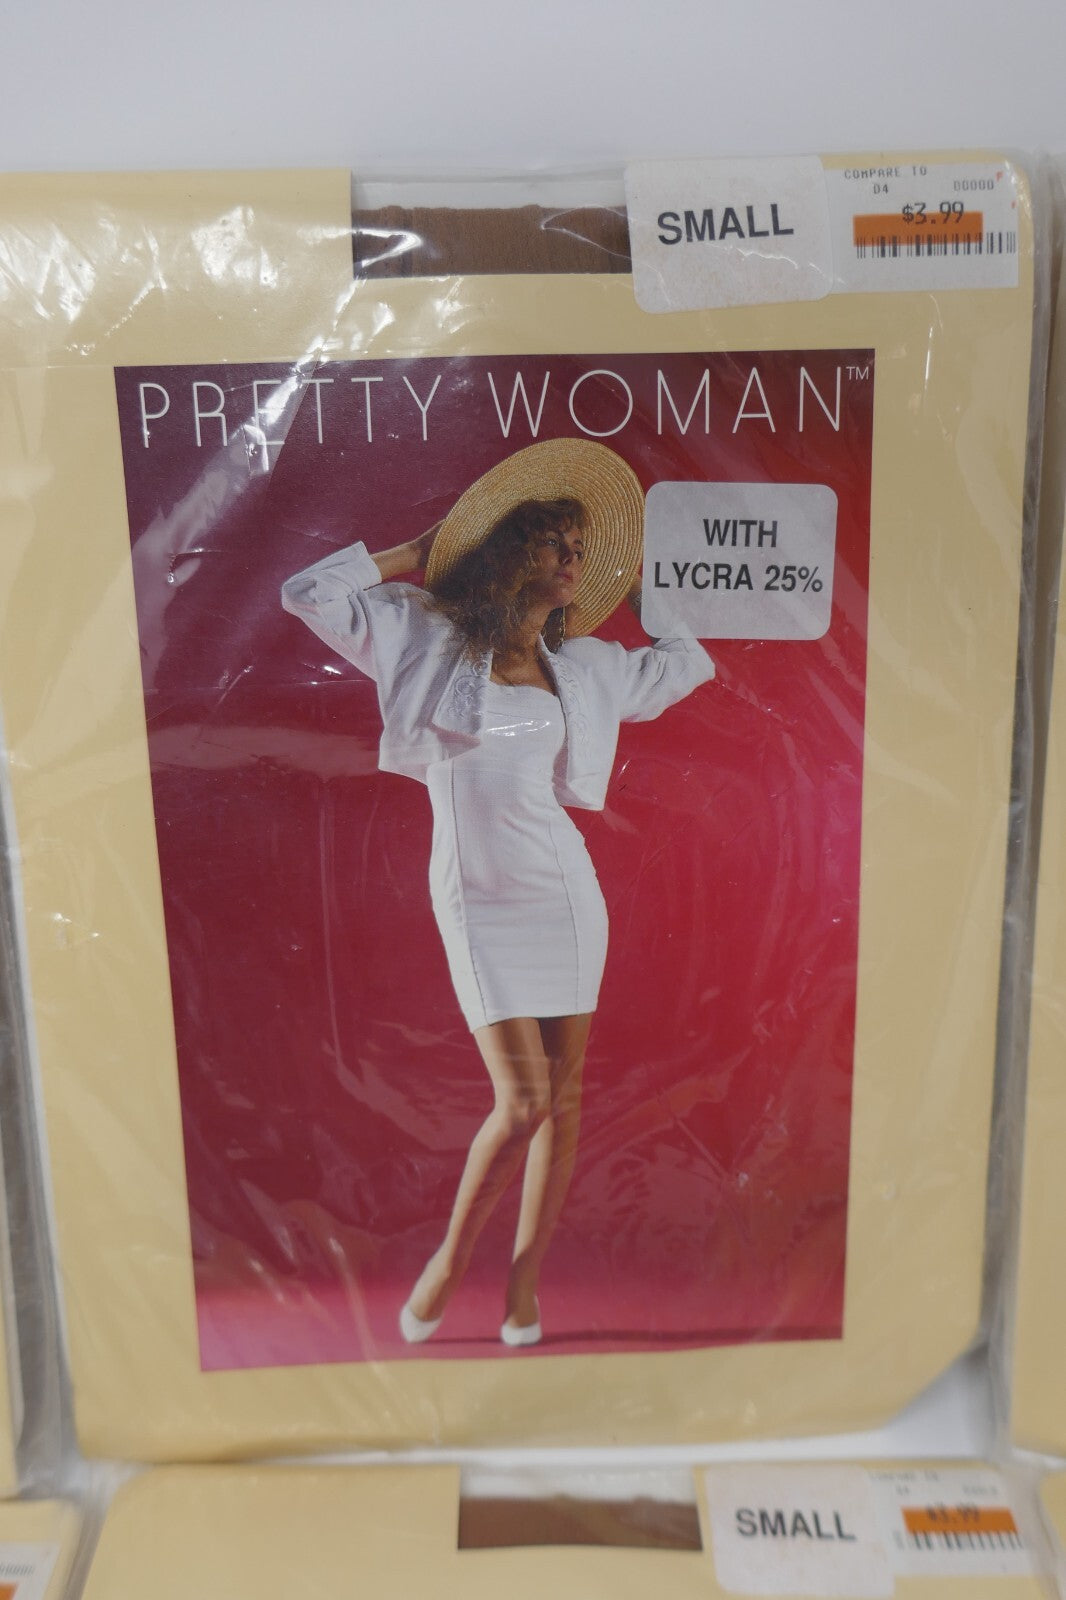 SMALL
COMPARE TO
D4 00000 F
$3.99
PRETTY WOMAN™
WITH
LYCRA 25%
SMALL
$3.99